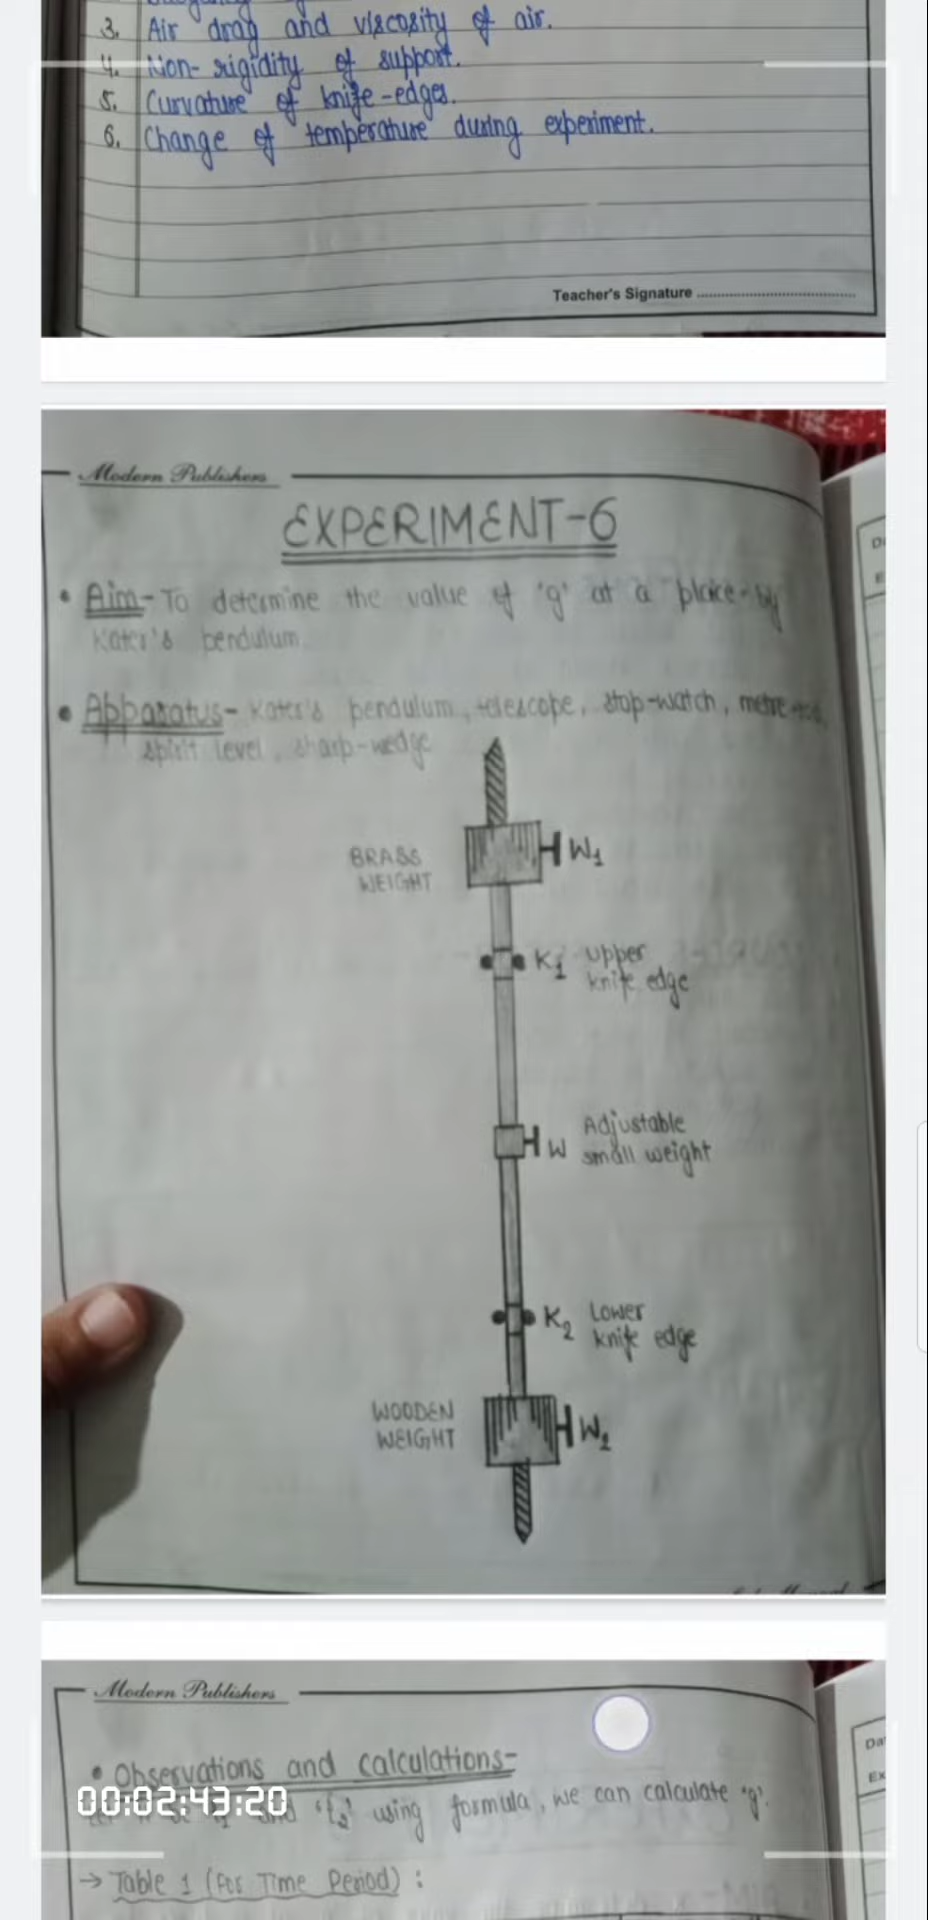 3. Air drag and viscosity of air.
4. Non-rigidity of support.
5. Curvature of knife-edges.
6. Change of temperature during experiment.
Teacher's Signature
Modern Publishers
EXPERIMENT-6
• Aim- To determine the value of 'g' at a place by
Kater's pendulum
• Apparatus- Kater's pendulum, telescope, stop-watch, metre-rod,
spirit level, sharp-wedge
BRASS
WEIGHT
W1
K1 Upper
knife edge
Adjustable
W small weight
K2 Lower
knife edge
WOODEN
WEIGHT
W2
Modern Publishers
• Observations and calculations-
00:02:43:20
using formula, we can calculate 'g'.
→ Table 1 (For Time Period) :